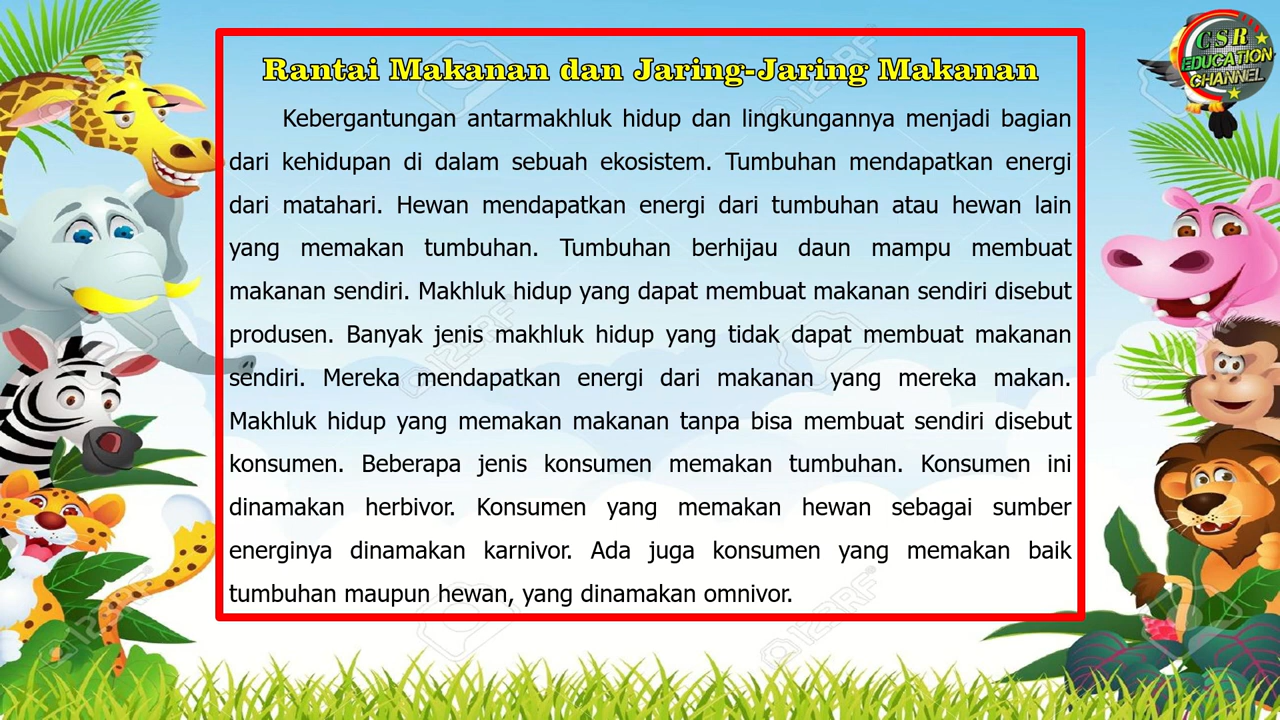 CSR
EDUCATION
CHANNEL
Rantai Makanan dan Jaring-Jaring Makanan
Kebergantungan antarmakhluk hidup dan lingkungannya menjadi bagian
dari kehidupan di dalam sebuah ekosistem. Tumbuhan mendapatkan energi
dari matahari. Hewan mendapatkan energi dari tumbuhan atau hewan lain
yang memakan tumbuhan. Tumbuhan berhijau daun mampu membuat
makanan sendiri. Makhluk hidup yang dapat membuat makanan sendiri disebut
produsen. Banyak jenis makhluk hidup yang tidak dapat membuat makanan
sendiri. Mereka mendapatkan energi dari makanan yang mereka makan.
Makhluk hidup yang memakan makanan tanpa bisa membuat sendiri disebut
konsumen. Beberapa jenis konsumen memakan tumbuhan. Konsumen ini
dinamakan herbivor. Konsumen yang memakan hewan sebagai sumber
energinya dinamakan karnivor. Ada juga konsumen yang memakan baik
tumbuhan maupun hewan, yang dinamakan omnivor.
123RF
123RF
123RF
123RF